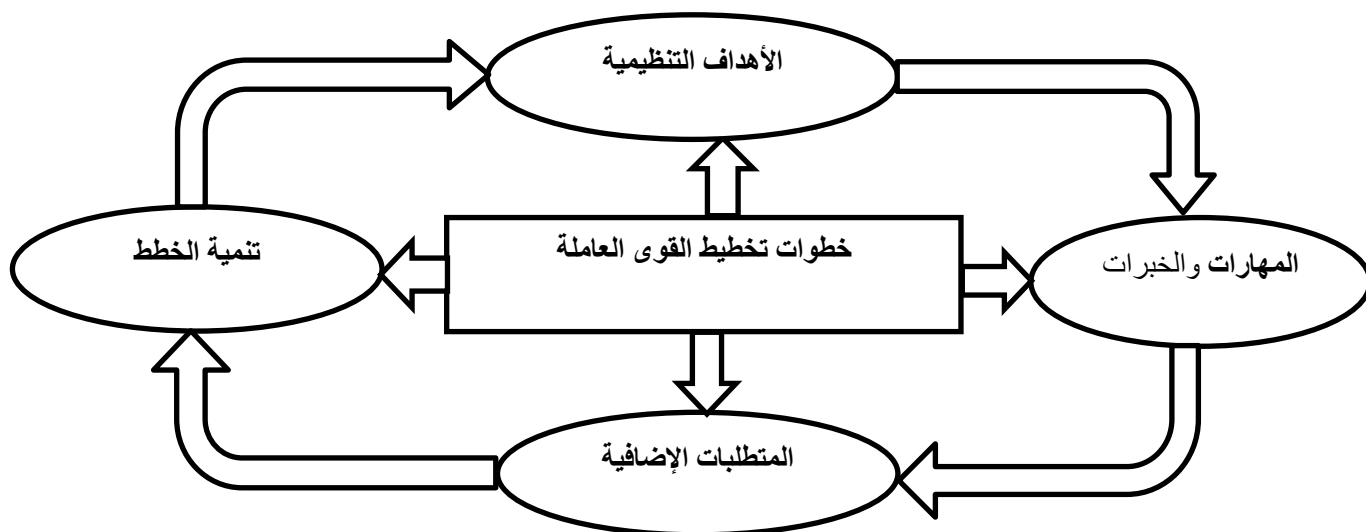 الأهداف التنظيمية
خطوات تخطيط القوى العاملة
تنمية الخطط
المهارات والخبرات
المتطلبات الإضافية